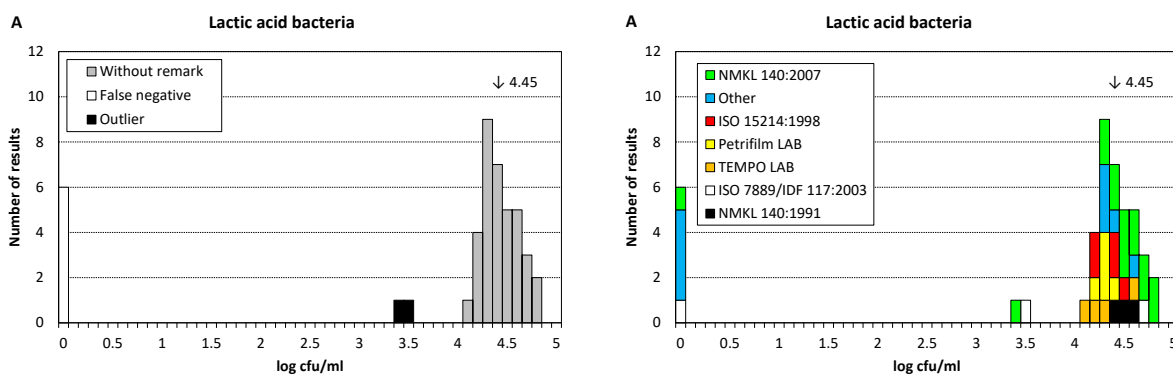 A
Lactic acid bacteria
Number of results
12
10
8
6
4
2
0
Without remark
False negative
Outlier
↓ 4.45
0 0.5 1 1.5 2 2.5 3 3.5 4 4.5 5
log cfu/ml
A
Lactic acid bacteria
Number of results
12
10
8
6
4
2
0
NMKL 140:2007
Other
ISO 15214:1998
Petrifilm LAB
TEMPO LAB
ISO 7889/IDF 117:2003
NMKL 140:1991
↓ 4.45
0 0.5 1 1.5 2 2.5 3 3.5 4 4.5 5
log cfu/ml